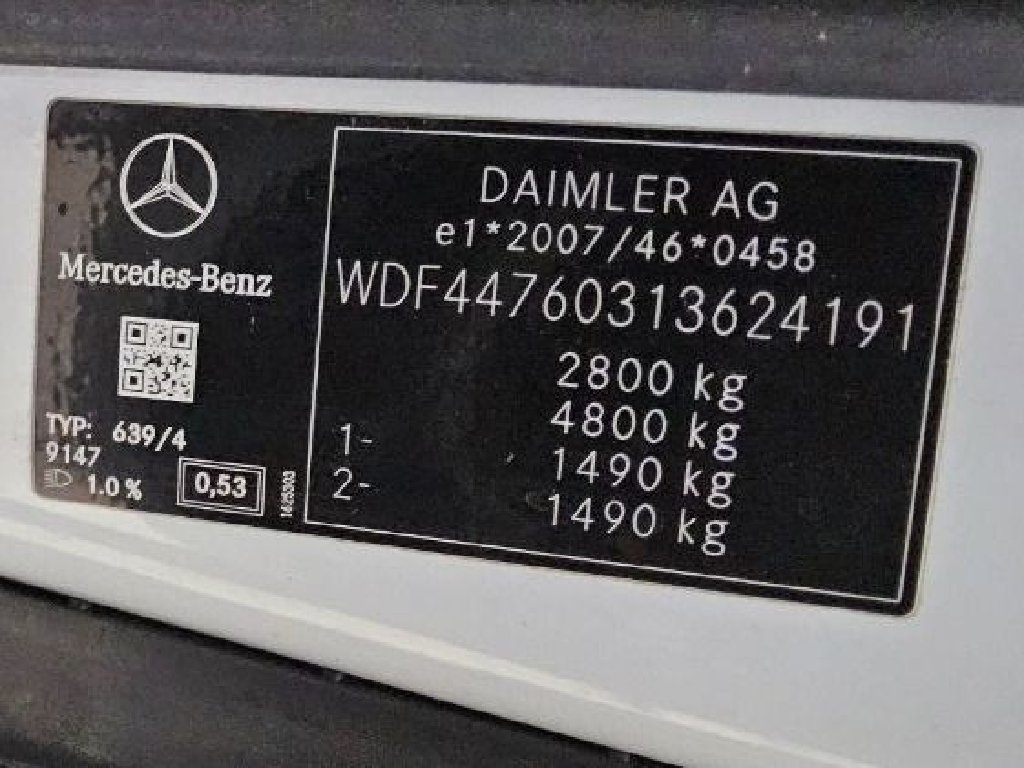 Mercedes-Benz
TYP: 639/4
9147
1.0 %
0,53
DAIMLER AG
e1*2007/46*0458
WDF44760313624191
2800 kg
4800 kg
1- 1490 kg
2- 1490 kg